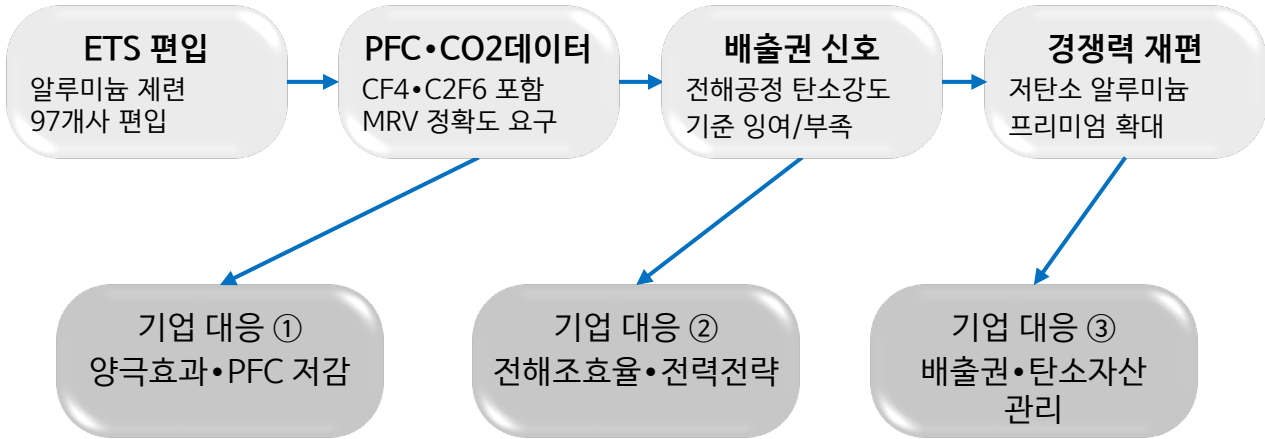 ETS 편입
알루미늄 제련
97개사 편입
PFC•CO2데이터
CF4•C2F6 포함
MRV 정확도 요구
배출권 신호
전해공정 탄소강도
기준 잉여/부족
경쟁력 재편
저탄소 알루미늄
프리미엄 확대
기업 대응 ①
양극효과•PFC 저감
기업 대응 ②
전해조효율•전력전략
기업 대응 ③
배출권•탄소자산
관리